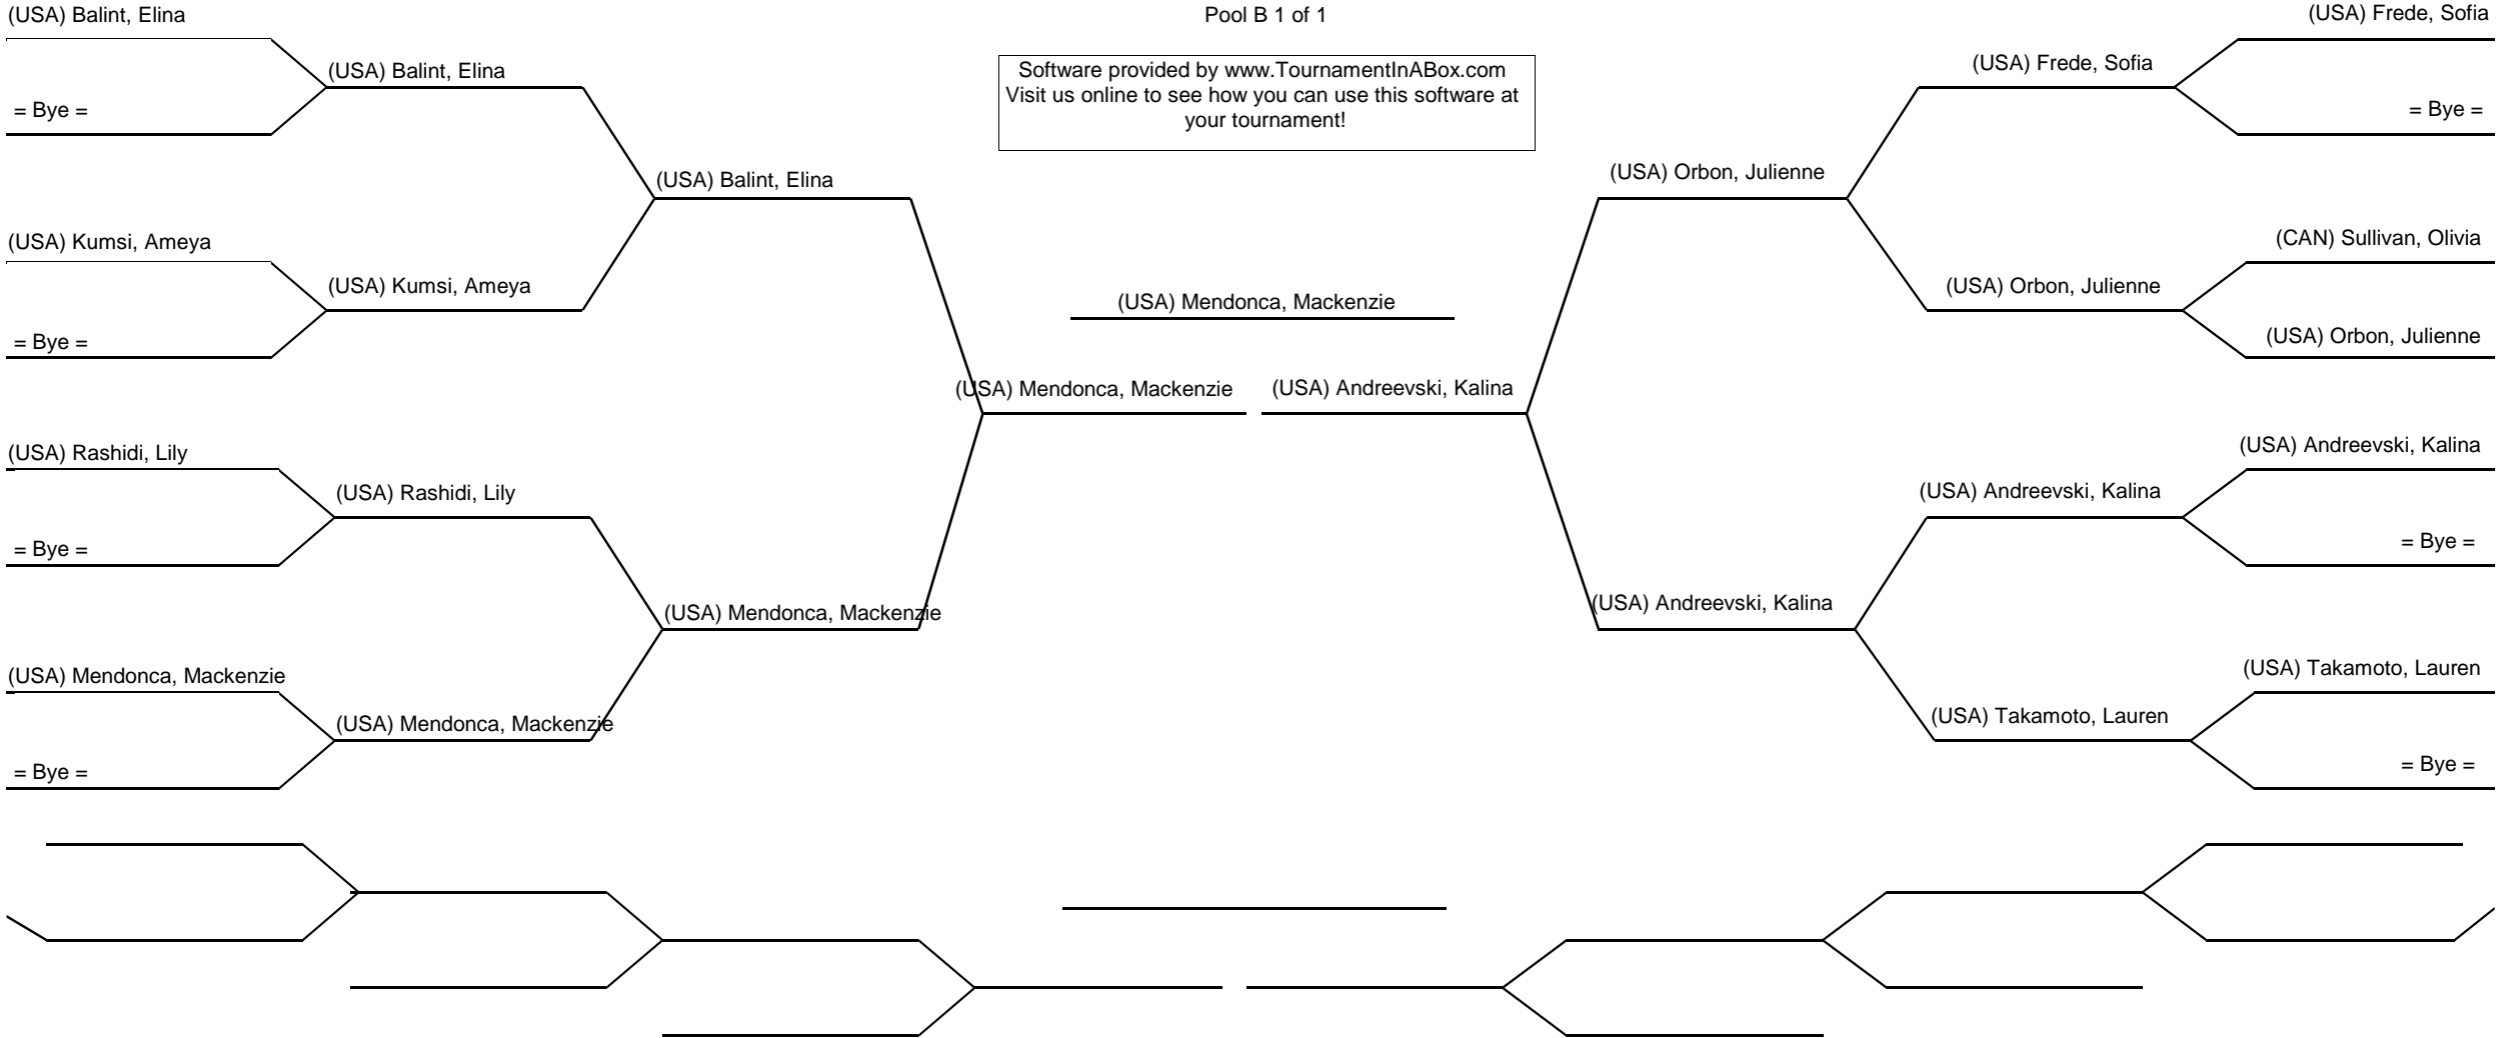 (USA) Balint, Elina
= Bye =
(USA) Kumsi, Ameya
= Bye =
(USA) Rashidi, Lily
= Bye =
(USA) Mendonca, Mackenzie
= Bye =
(USA) Balint, Elina
(USA) Kumsi, Ameya
(USA) Rashidi, Lily
(USA) Mendonca, Mackenzie
(USA) Balint, Elina
(USA) Mendonca, Mackenzie
(USA) Mendonca, Mackenzie
Pool B 1 of 1
Software provided by www.TournamentInABox.com
Visit us online to see how you can use this software at
your tournament!
(USA) Mendonca, Mackenzie
(USA) Andreevski, Kalina
(USA) Orbon, Julienne
(USA) Andreevski, Kalina
(USA) Frede, Sofia
(USA) Orbon, Julienne
(USA) Andreevski, Kalina
(USA) Takamoto, Lauren
(USA) Frede, Sofia
= Bye =
(CAN) Sullivan, Olivia
(USA) Orbon, Julienne
(USA) Andreevski, Kalina
= Bye =
(USA) Takamoto, Lauren
= Bye =